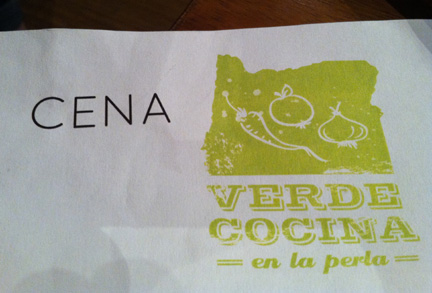 CENA
VERDE
COCINA
en la perla